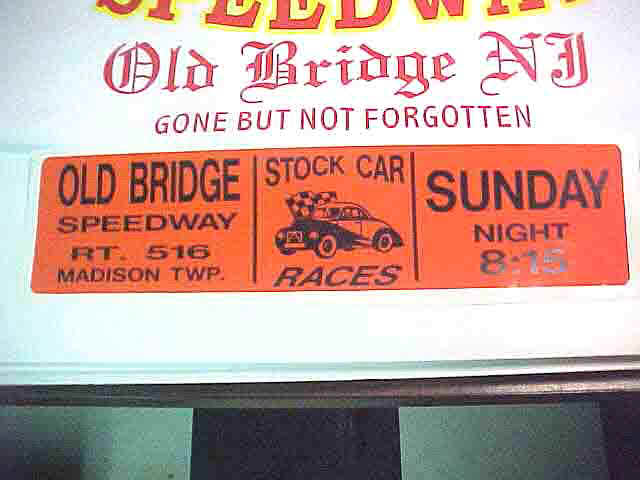 SPEEDWAY
Old Bridge NJ
GONE BUT NOT FORGOTTEN
OLD BRIDGE
SPEEDWAY
RT. 516
MADISON TWP.
STOCK CAR
RACES
SUNDAY
NIGHT
8:15